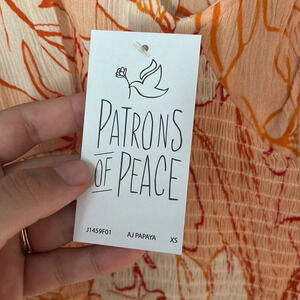 PATRONS
OF PEACE
J1459F01 AJ PAPAYA XS